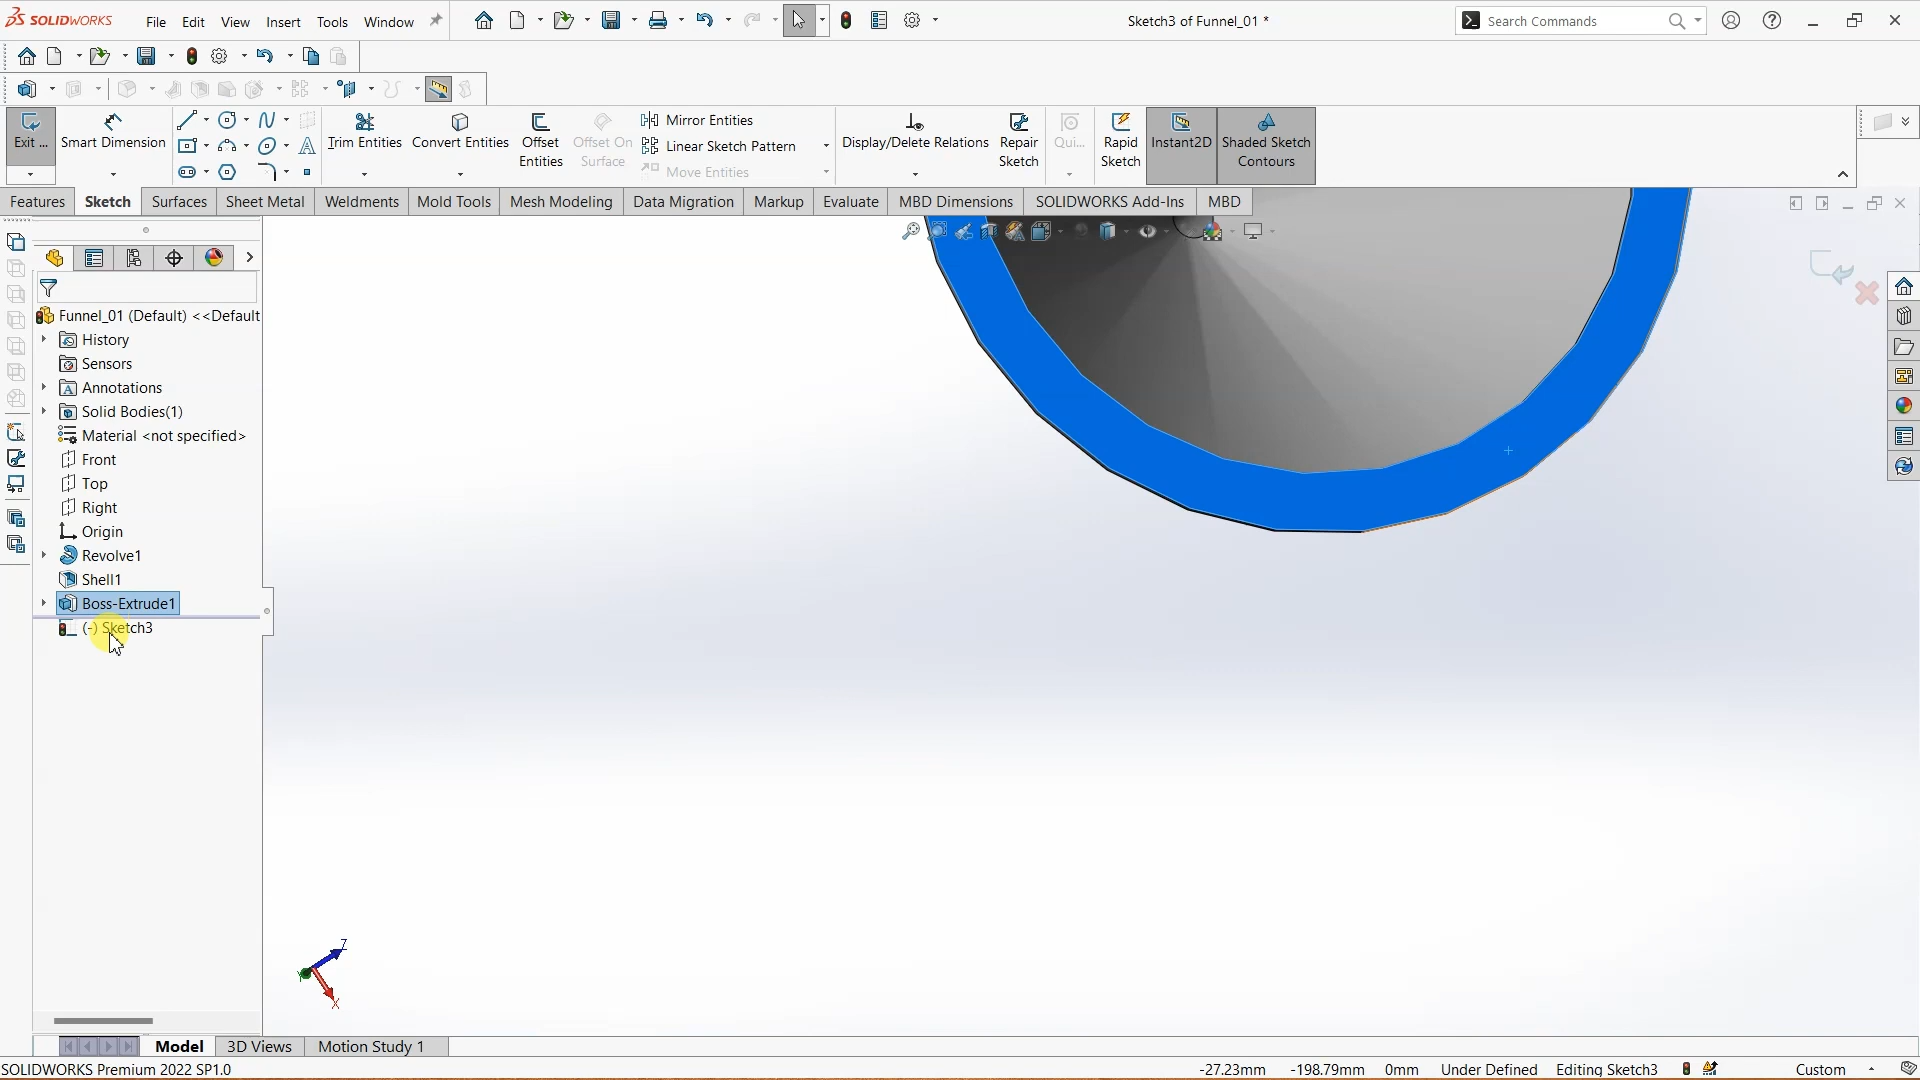 SOLIDWORKS File Edit View Insert Tools Window
Sketch3 of Funnel_01 *
Search Commands
Exit ...
Smart Dimension
Trim Entities
Convert Entities
Offset
Entities
Offset On
Surface
Mirror Entities
Linear Sketch Pattern
Move Entities
Display/Delete Relations
Repair
Sketch
Qui...
Rapid
Sketch
Instant2D
Shaded Sketch
Contours
Features Sketch Surfaces Sheet Metal Weldments Mold Tools Mesh Modeling Data Migration Markup Evaluate MBD Dimensions SOLIDWORKS Add-Ins MBD
Funnel_01 (Default) <<Default
History
Sensors
Annotations
Solid Bodies(1)
Material <not specified>
Front
Top
Right
Origin
Revolve1
Shell1
Boss-Extrude1
(-) Sketch3
Z
Y
X
Model 3D Views Motion Study 1
SOLIDWORKS Premium 2022 SP1.0
-27.23mm -198.79mm 0mm Under Defined Editing Sketch3 Custom